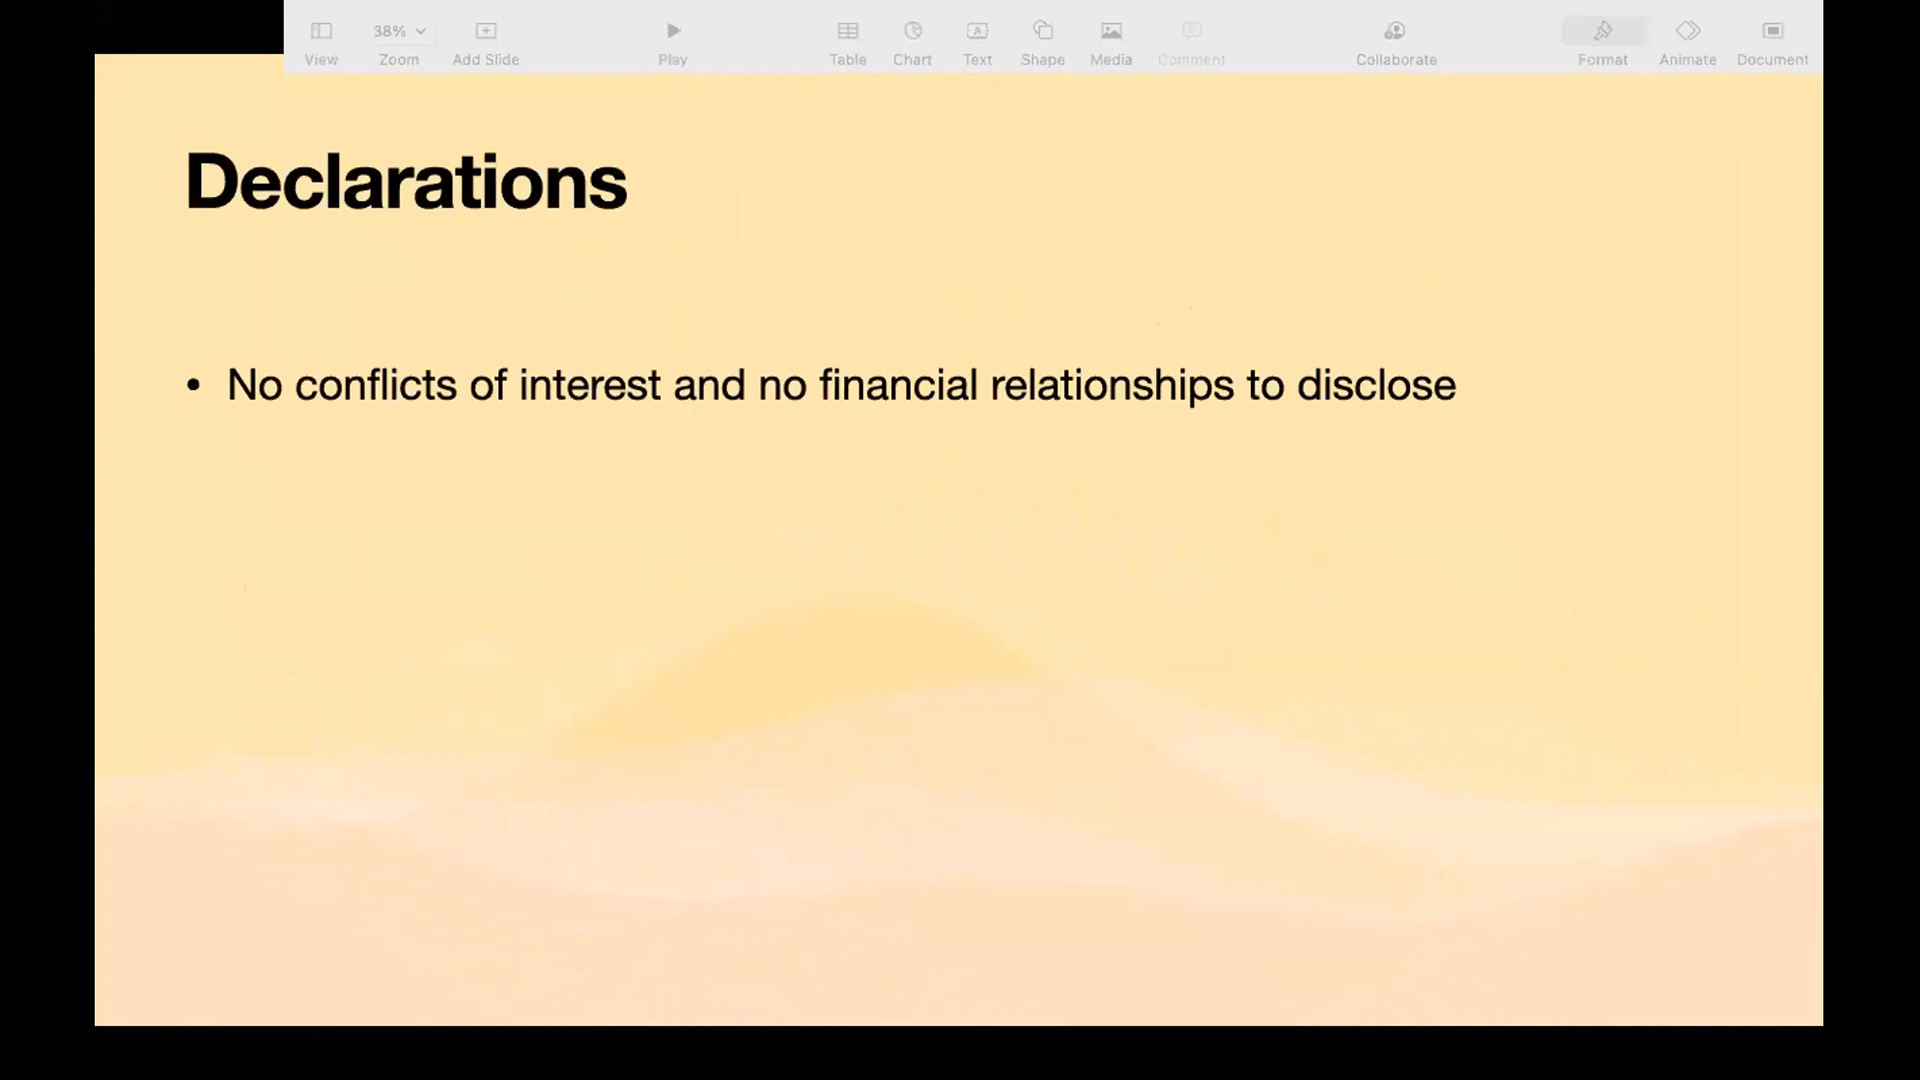 38%
View Zoom Add Slide Play Table Chart Text Shape Media Comment Collaborate Format Animate Document
Declarations
• No conflicts of interest and no financial relationships to disclose